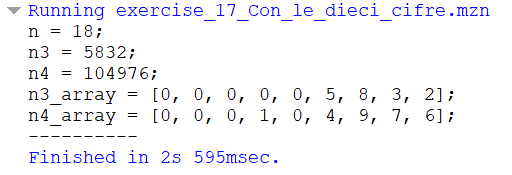 Running exercise_17_Con_le_dieci_cifre.mzn
n = 18;
n3 = 5832;
n4 = 104976;
n3_array = [0, 0, 0, 0, 0, 5, 8, 3, 2];
n4_array = [0, 0, 0, 1, 0, 4, 9, 7, 6];
----------
Finished in 2s 595msec.